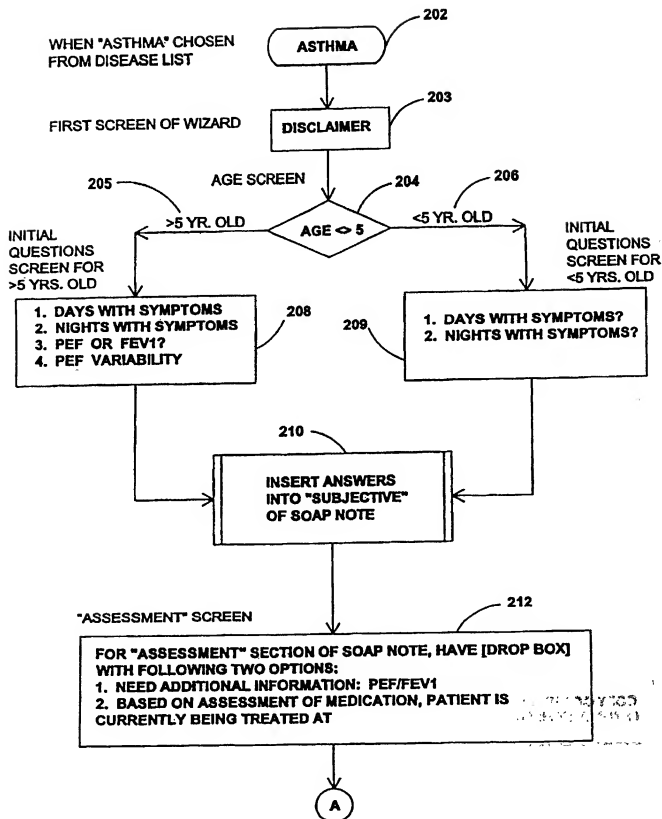 202
WHEN "ASTHMA" CHOSEN
FROM DISEASE LIST
ASTHMA
203
FIRST SCREEN OF WIZARD
DISCLAIMER
205
AGE SCREEN
204
206
>5 YR. OLD
AGE <> 5
<5 YR. OLD
INITIAL
QUESTIONS
SCREEN FOR
>5 YRS. OLD
INITIAL
QUESTIONS
SCREEN FOR
<5 YRS. OLD
1. DAYS WITH SYMPTOMS
2. NIGHTS WITH SYMPTOMS
3. PEF OR FEV1?
4. PEF VARIABILITY
208
209
1. DAYS WITH SYMPTOMS?
2. NIGHTS WITH SYMPTOMS?
210
INSERT ANSWERS
INTO "SUBJECTIVE"
OF SOAP NOTE
"ASSESSMENT" SCREEN
212
FOR "ASSESSMENT" SECTION OF SOAP NOTE, HAVE [DROP BOX]
WITH FOLLOWING TWO OPTIONS:
1. NEED ADDITIONAL INFORMATION: PEF/FEV1
2. BASED ON ASSESSMENT OF MEDICATION, PATIENT IS
CURRENTLY BEING TREATED AT
A